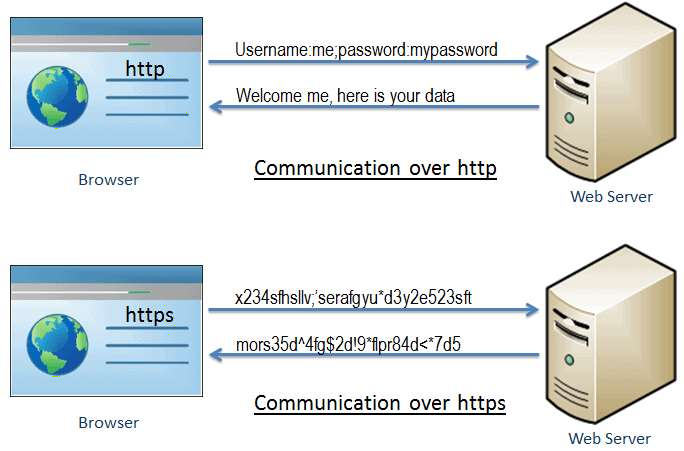 http
Username:me;password:mypassword
Welcome me, here is your data
Communication over http
Browser
Web Server
https
x234sfhsllv;’serafgyu*d3y2e523sft
mors35d^4fg$2d!9*flpr84d<*7d5
Communication over https
Browser
Web Server